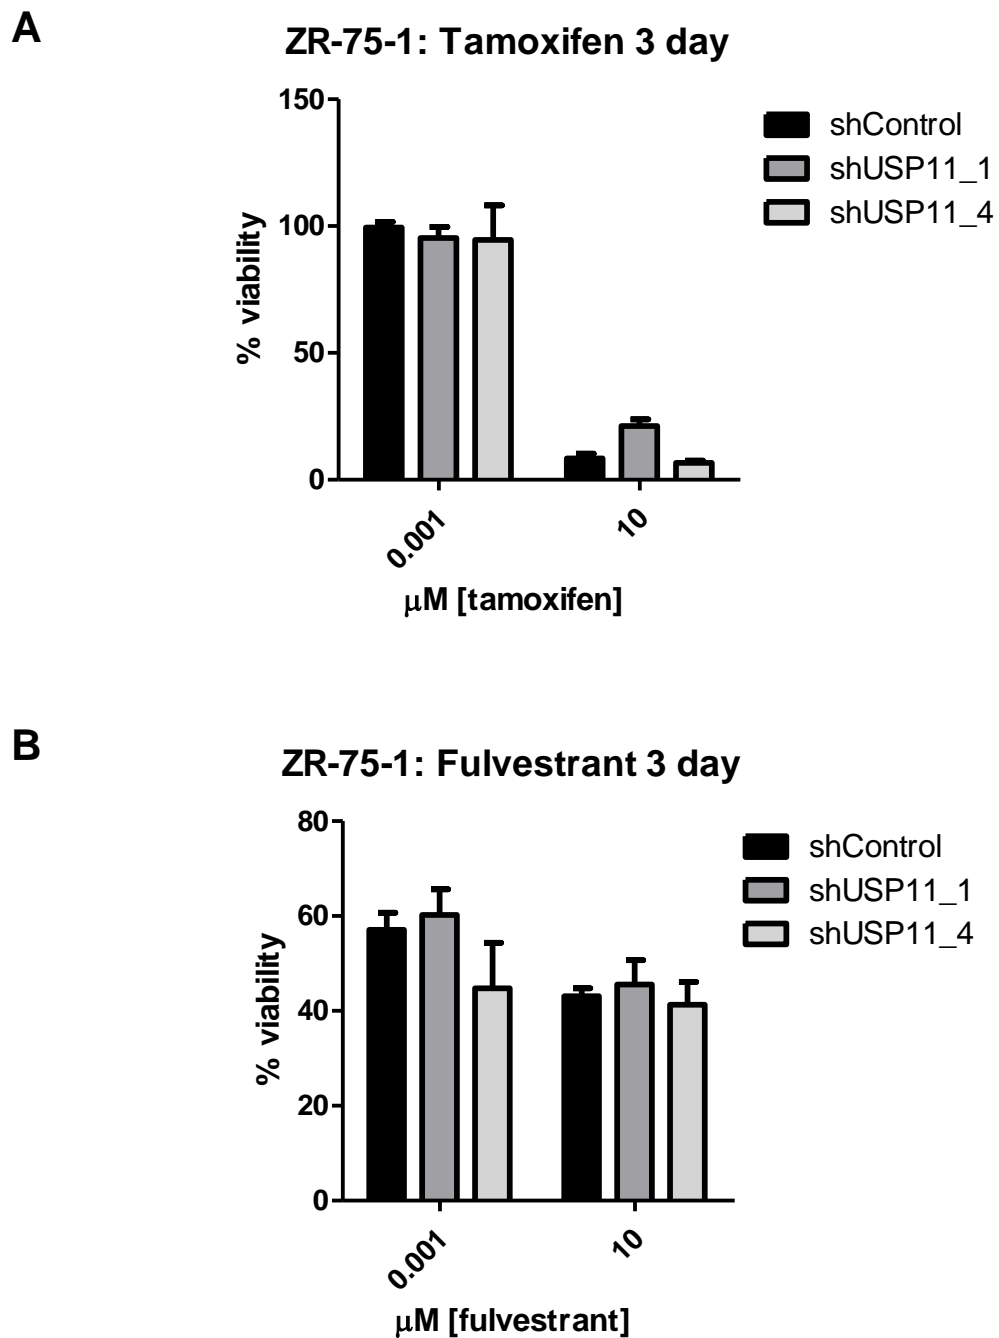 A
ZR-75-1: Tamoxifen 3 day
150
100
50
0
% viability
shControl
shUSP11_1
shUSP11_4
0.001
10
μM [tamoxifen]
B
ZR-75-1: Fulvestrant 3 day
80
60
40
20
0
% viability
shControl
shUSP11_1
shUSP11_4
0.001
10
μM [fulvestrant]